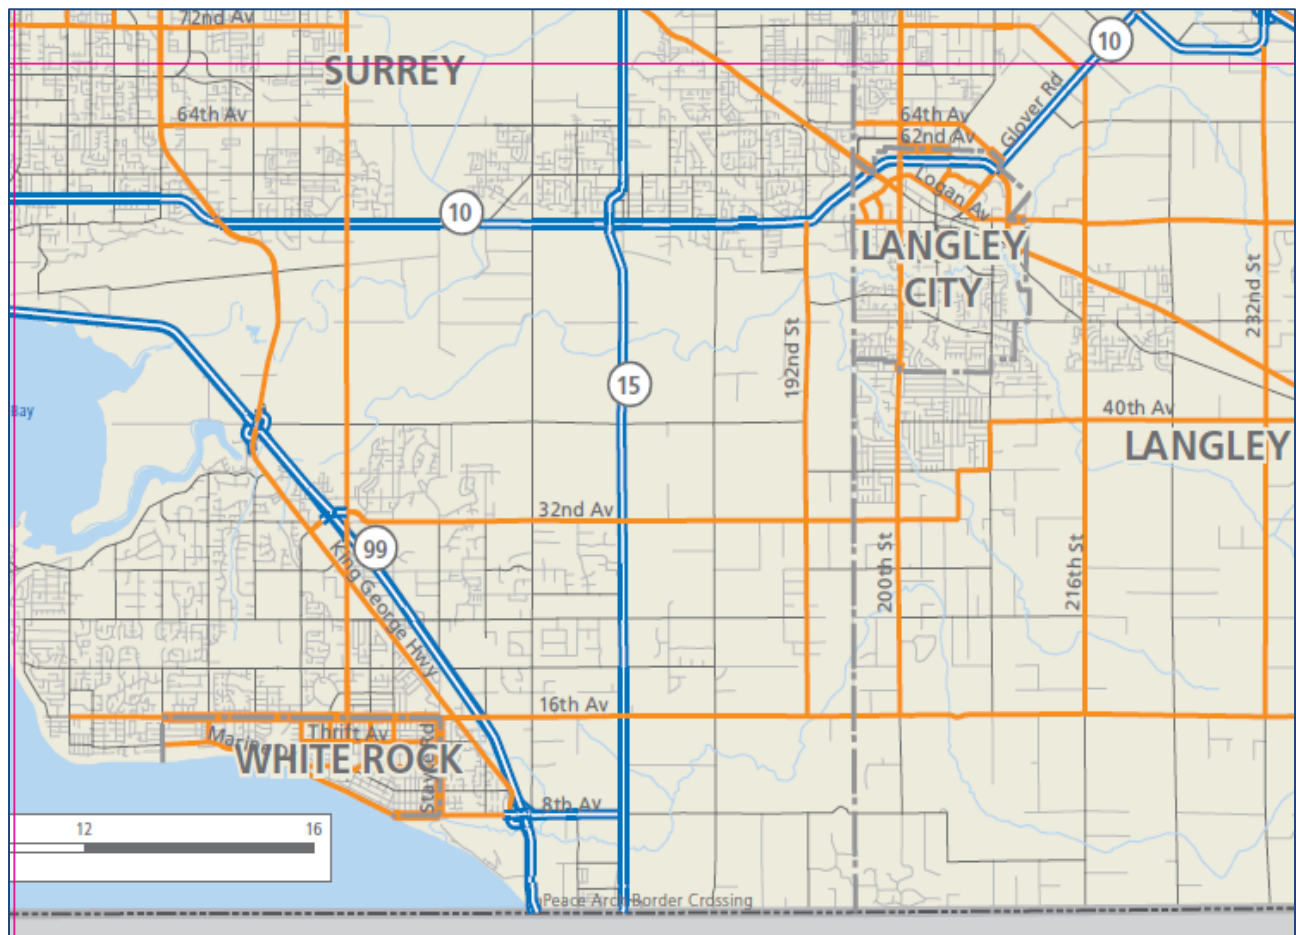 72nd Av
10
SURREY
Glover Rd
64th Av
64th Av
62nd Av
Logan Av
10
LANGLEY
CITY
232nd St
192nd St
15
Bay
40th Av
LANGLEY
32nd Av
99
King George Hwy
200th St
216th St
16th Av
Thrift Av
Marine
WHITE ROCK
Stayte Rd
8th Av
12
16
Peace Arch Border Crossing